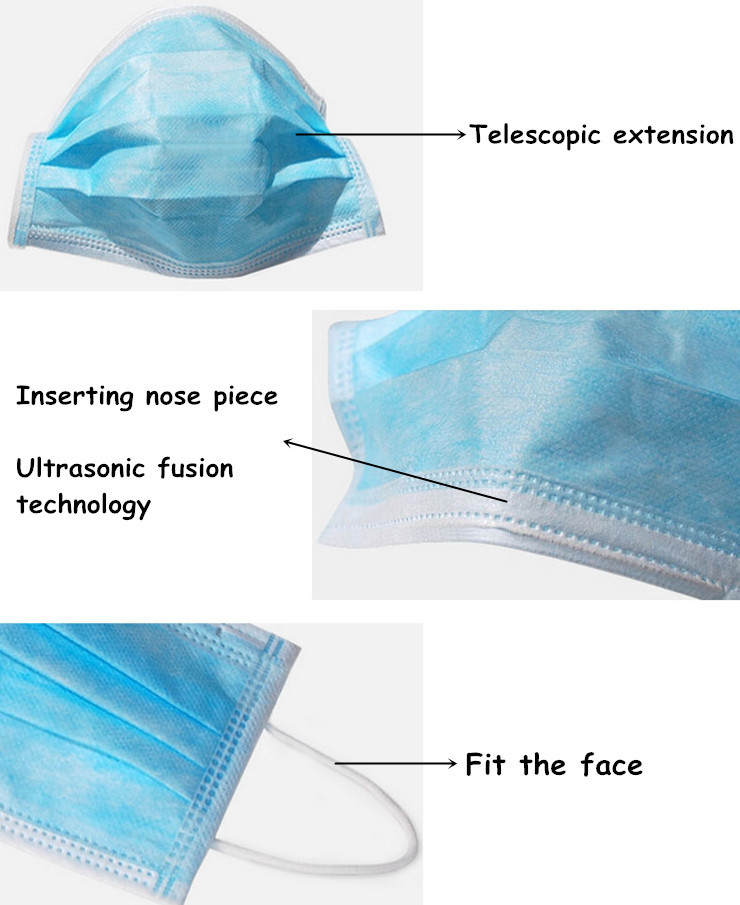 Telescopic extension
Inserting nose piece
Ultrasonic fusion
technology
Fit the face